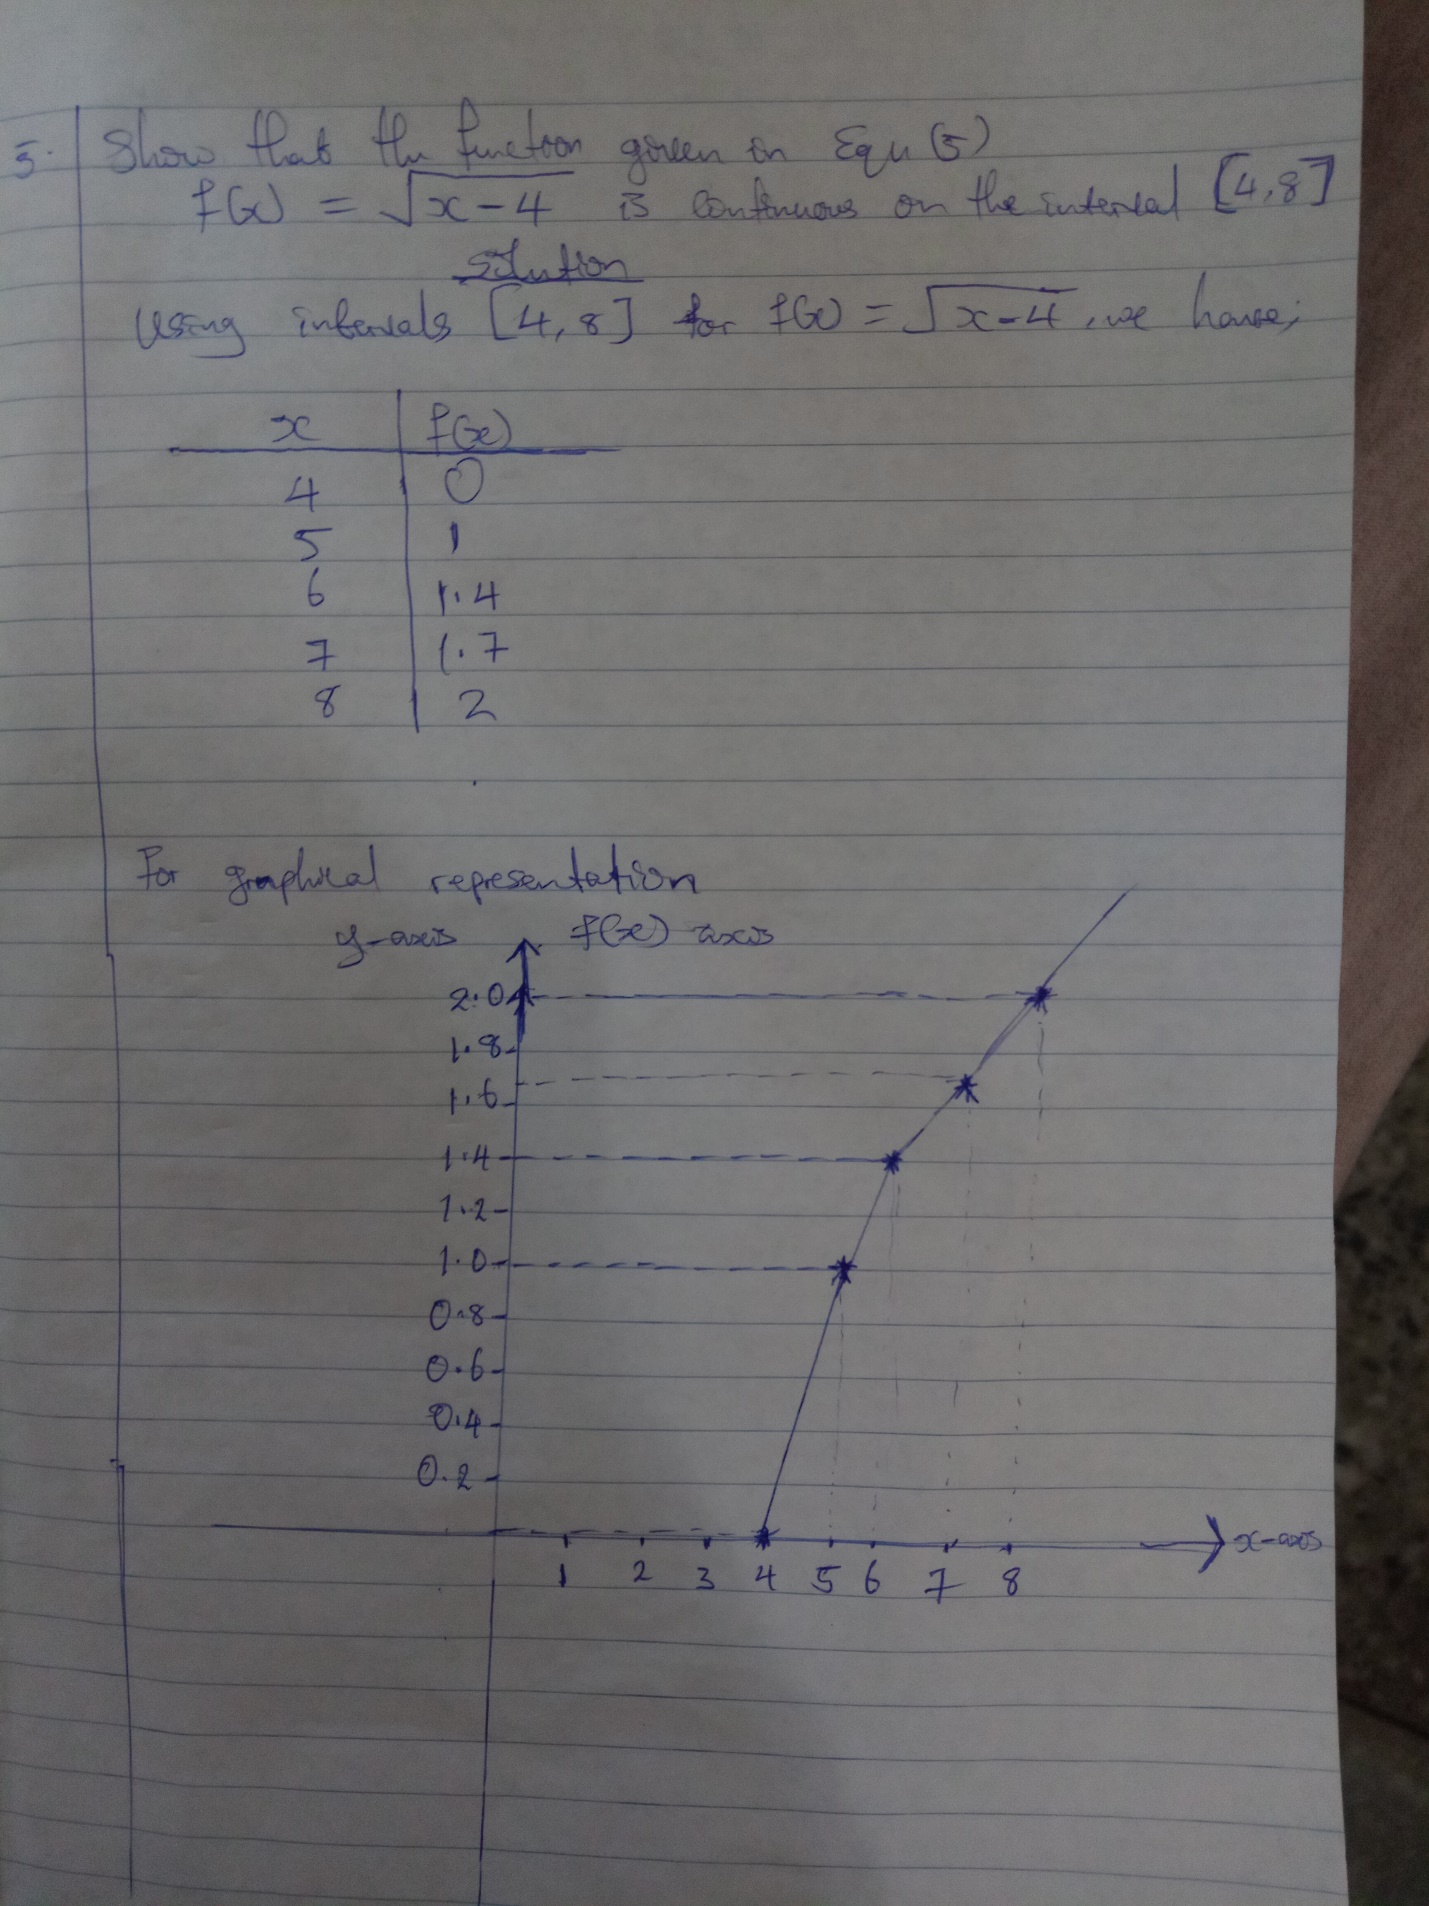 5. Show that the function given in Equ (5)
f(x) = √x-4 is continuous on the interval [4,8]
Solution
Using intervals [4,8] for f(x) = √x-4, we have;
x f(x)
4 0
5 1
6 1.4
7 1.7
8 2
For graphical representation
y-axis f(x) axis
2.0
1.8
1.6
1.4
1.2
1.0
0.8
0.6
0.4
0.2
x-axis
1 2 3 4 5 6 7 8